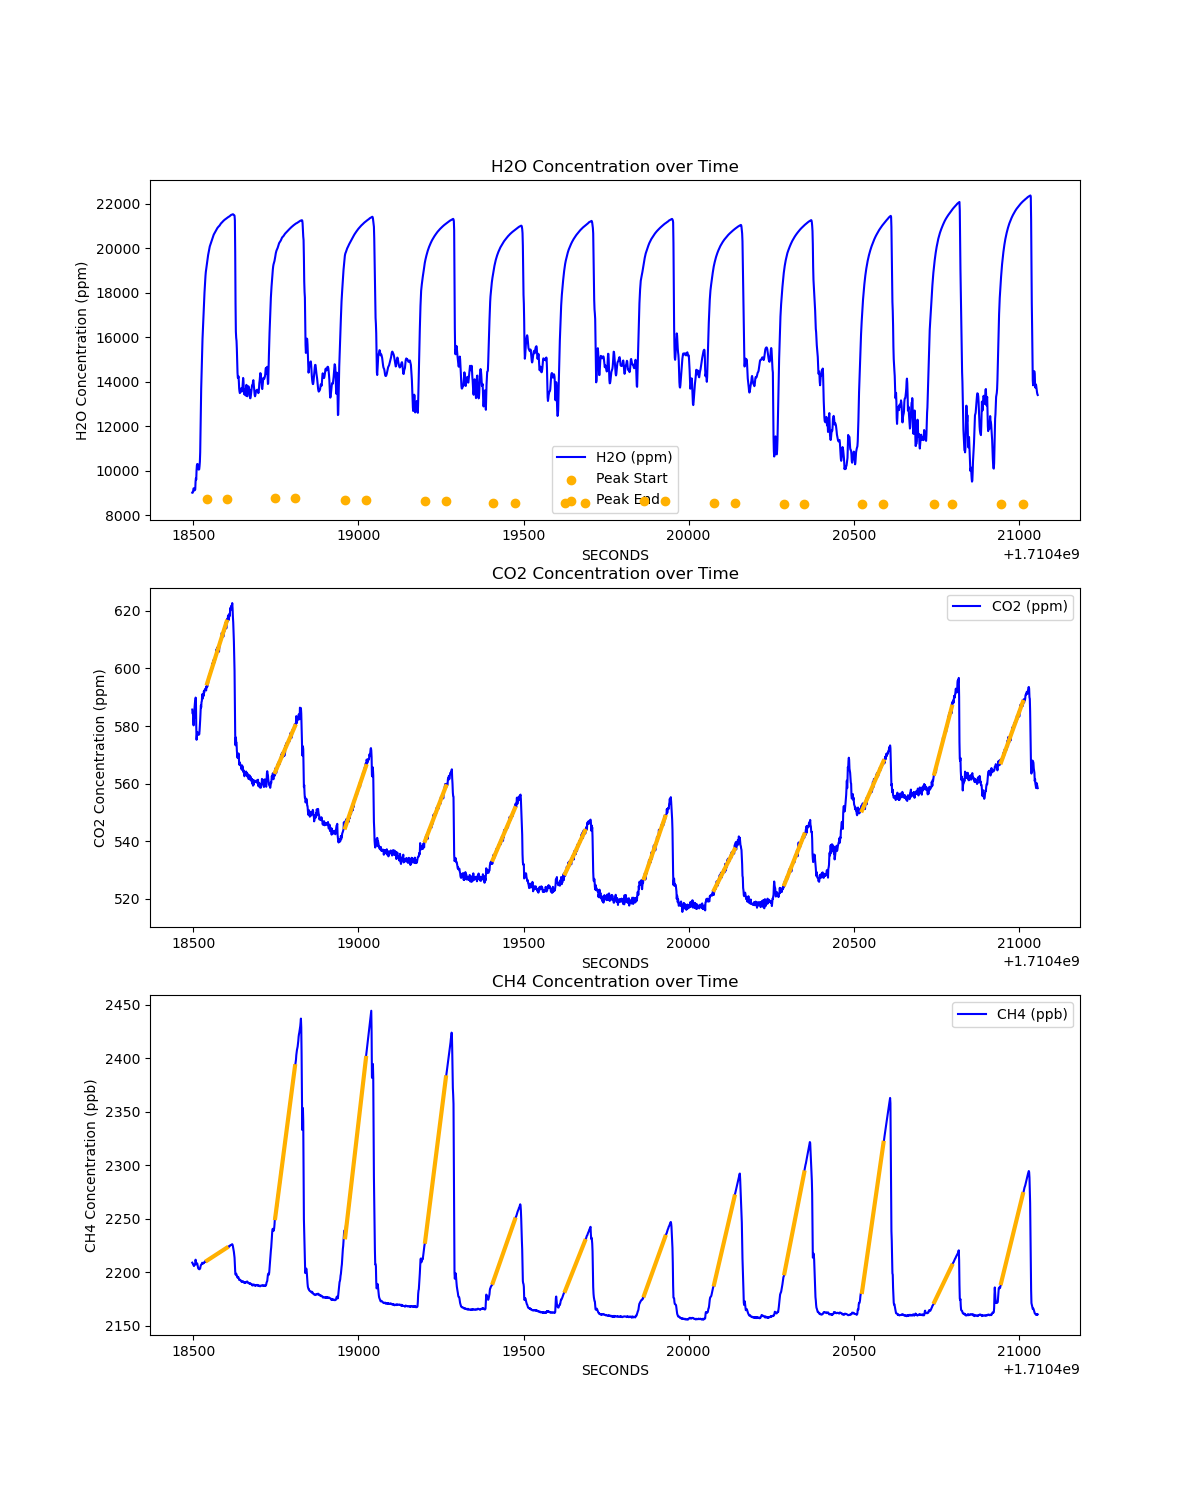 H2O Concentration over Time
H2O Concentration (ppm)
22000
20000
18000
16000
14000
12000
10000
8000
H2O (ppm)
Peak Start
Peak End
18500 19000 19500 20000 20500 21000
SECONDS
+1.7104e9
CO2 Concentration over Time
CO2 Concentration (ppm)
620
600
580
560
540
520
CO2 (ppm)
18500 19000 19500 20000 20500 21000
SECONDS
+1.7104e9
CH4 Concentration over Time
CH4 Concentration (ppb)
2450
2400
2350
2300
2250
2200
2150
CH4 (ppb)
18500 19000 19500 20000 20500 21000
SECONDS
+1.7104e9